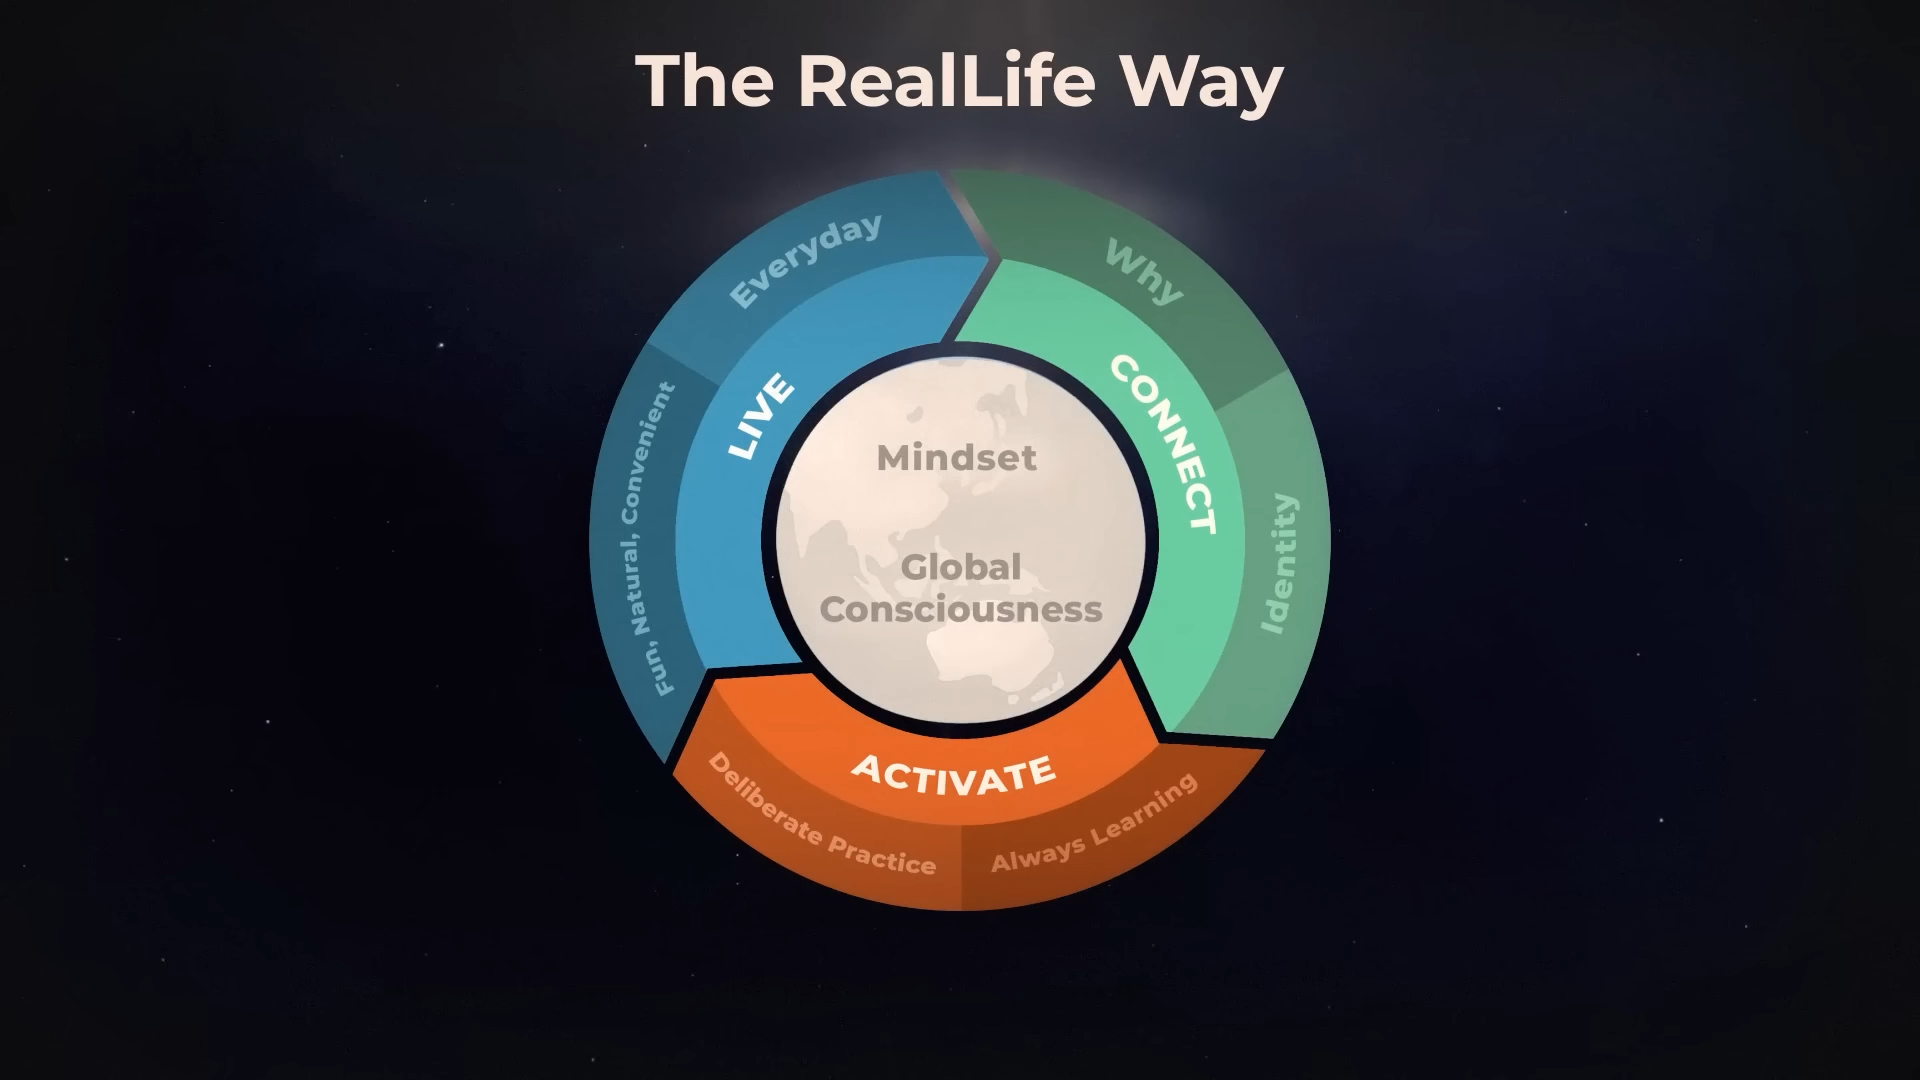 The RealLife Way
Everyday
Why
LIVE
CONNECT
Fun, Natural, Convenient
Identity
Mindset
Global
Consciousness
ACTIVATE
Deliberate Practice
Always Learning